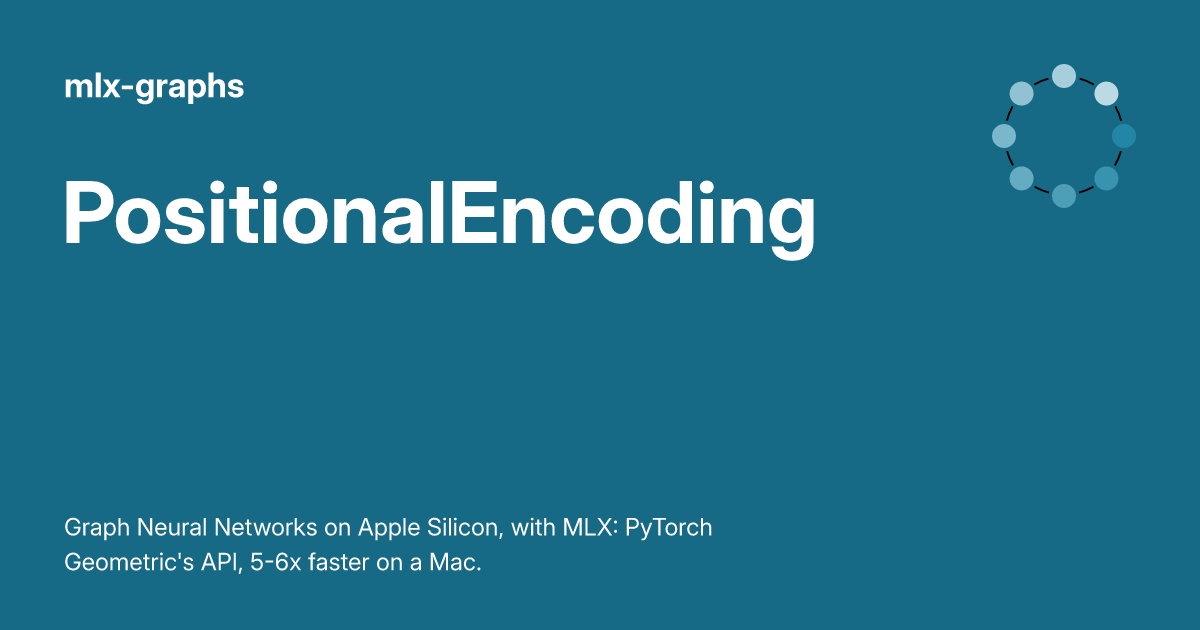 mlx-graphs
PositionalEncoding
Graph Neural Networks on Apple Silicon, with MLX: PyTorch
Geometric's API, 5-6x faster on a Mac.